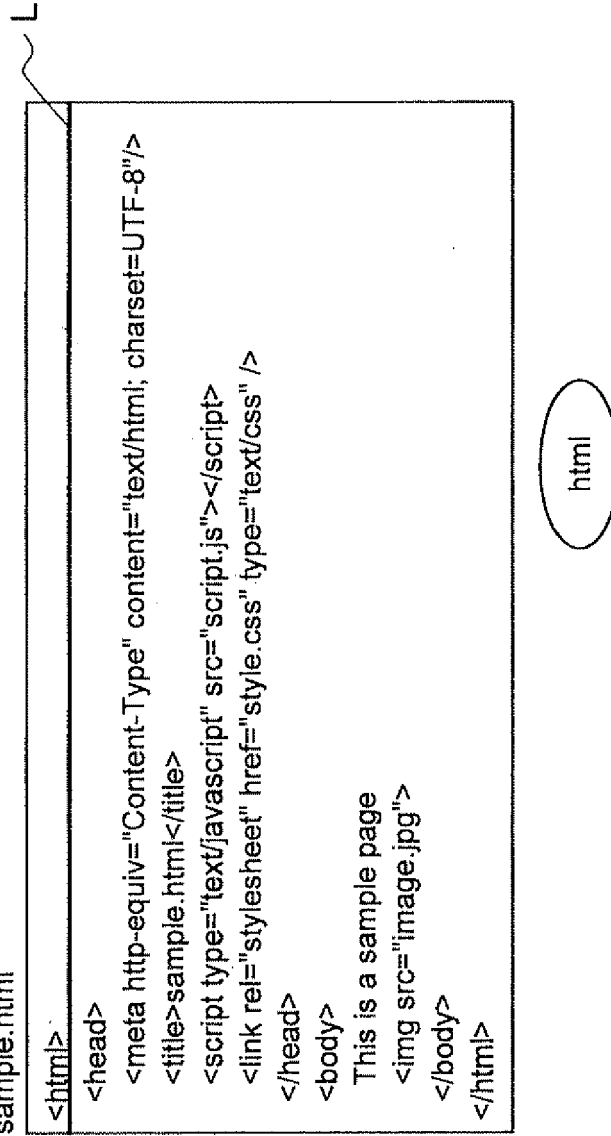 sample.html
L
<html>
<head>
<meta http-equiv="Content-Type" content="text/html; charset=UTF-8"/>
<title>sample.html</title>
<script type="text/javascript" src="script.js"></script>
<link rel="stylesheet" href="style.css" type="text/css" />
</head>
<body>
This is a sample page
<img src="image.jpg">
</body>
</html>
html